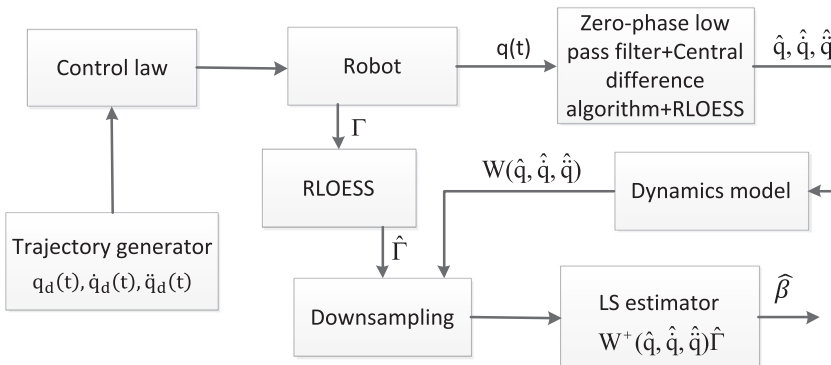 Control law
Robot
q(t)
Zero-phase low
pass filter+Central
difference
algorithm+RLOESS
q̂, q̇̂, q̈̂
Γ
RLOESS
W(q̂, q̇̂, q̈̂)
Dynamics model
Trajectory generator
q_d(t), q̇_d(t), q̈_d(t)
Γ̂
Downsampling
LS estimator
W⁺(q̂, q̇̂, q̈̂)Γ̂
β̂